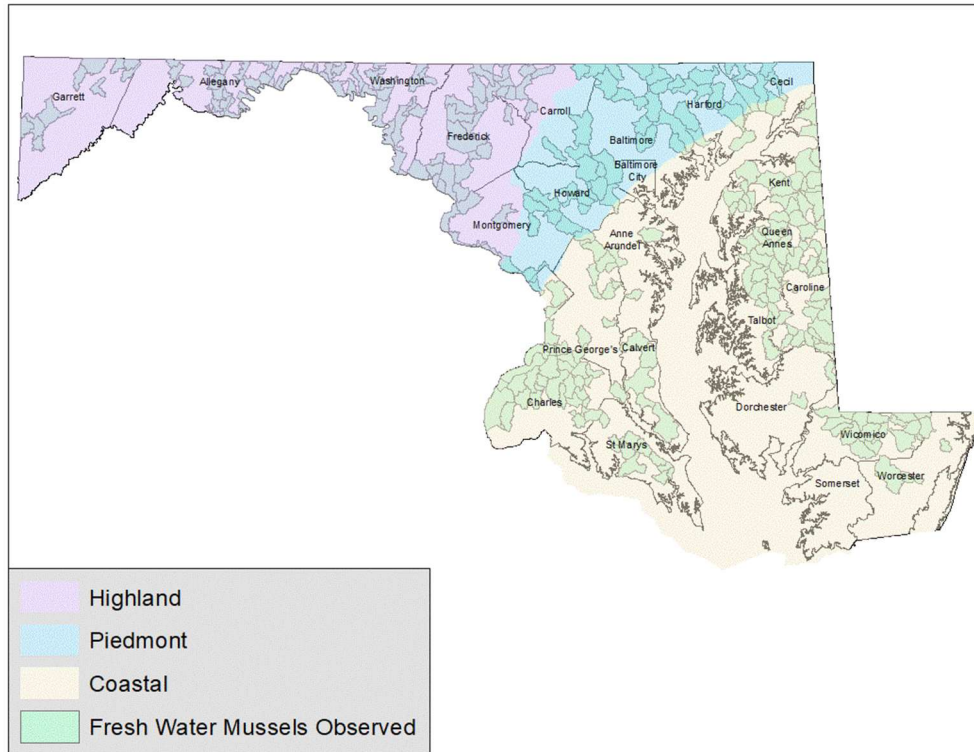 Garrett
Allegany
Washington
Frederick
Carroll
Harford
Cecil
Baltimore
Baltimore
City
Howard
Montgomery
Kent
Anne
Arundel
Queen
Annes
Caroline
Talbot
Prince George's
Calvert
Charles
Dorchester
St Marys
Wicomico
Somerset
Worcester
Highland
Piedmont
Coastal
Fresh Water Mussels Observed